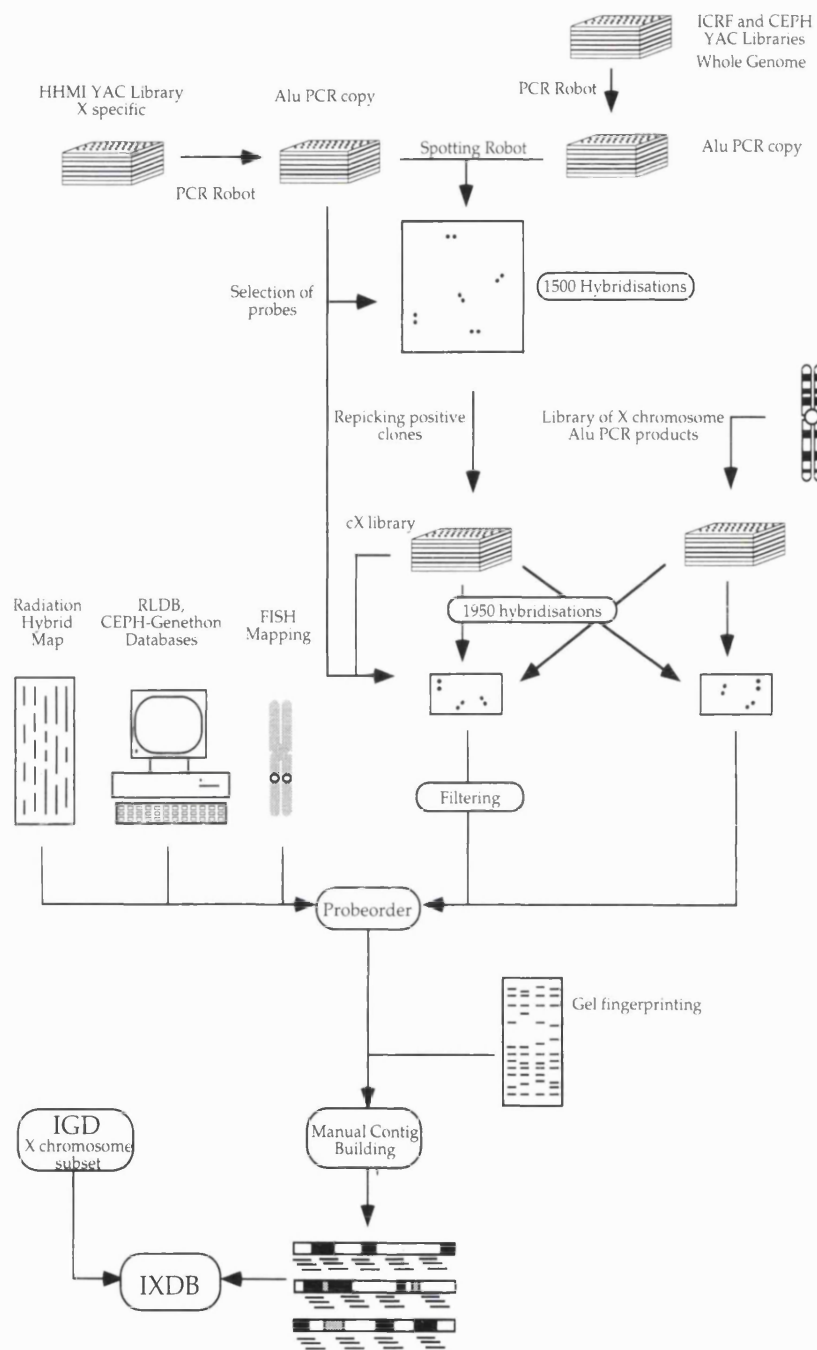 ICRF and CEPH
YAC Libraries
Whole Genome
HHMI YAC Library
X specific
Alu PCR copy
PCR Robot
Spotting Robot
Alu PCR copy
PCR Robot
Selection of
probes
1500 Hybridisations
Repicking positive
clones
Library of X chromosome
Alu PCR products
cX library
1950 hybridisations
Radiation
Hybrid
Map
RLDB,
CEPH-Genethon
Databases
FISH
Mapping
Filtering
Probeorder
Gel fingerprinting
IGD
X chromosome
subset
Manual Contig
Building
IXDB